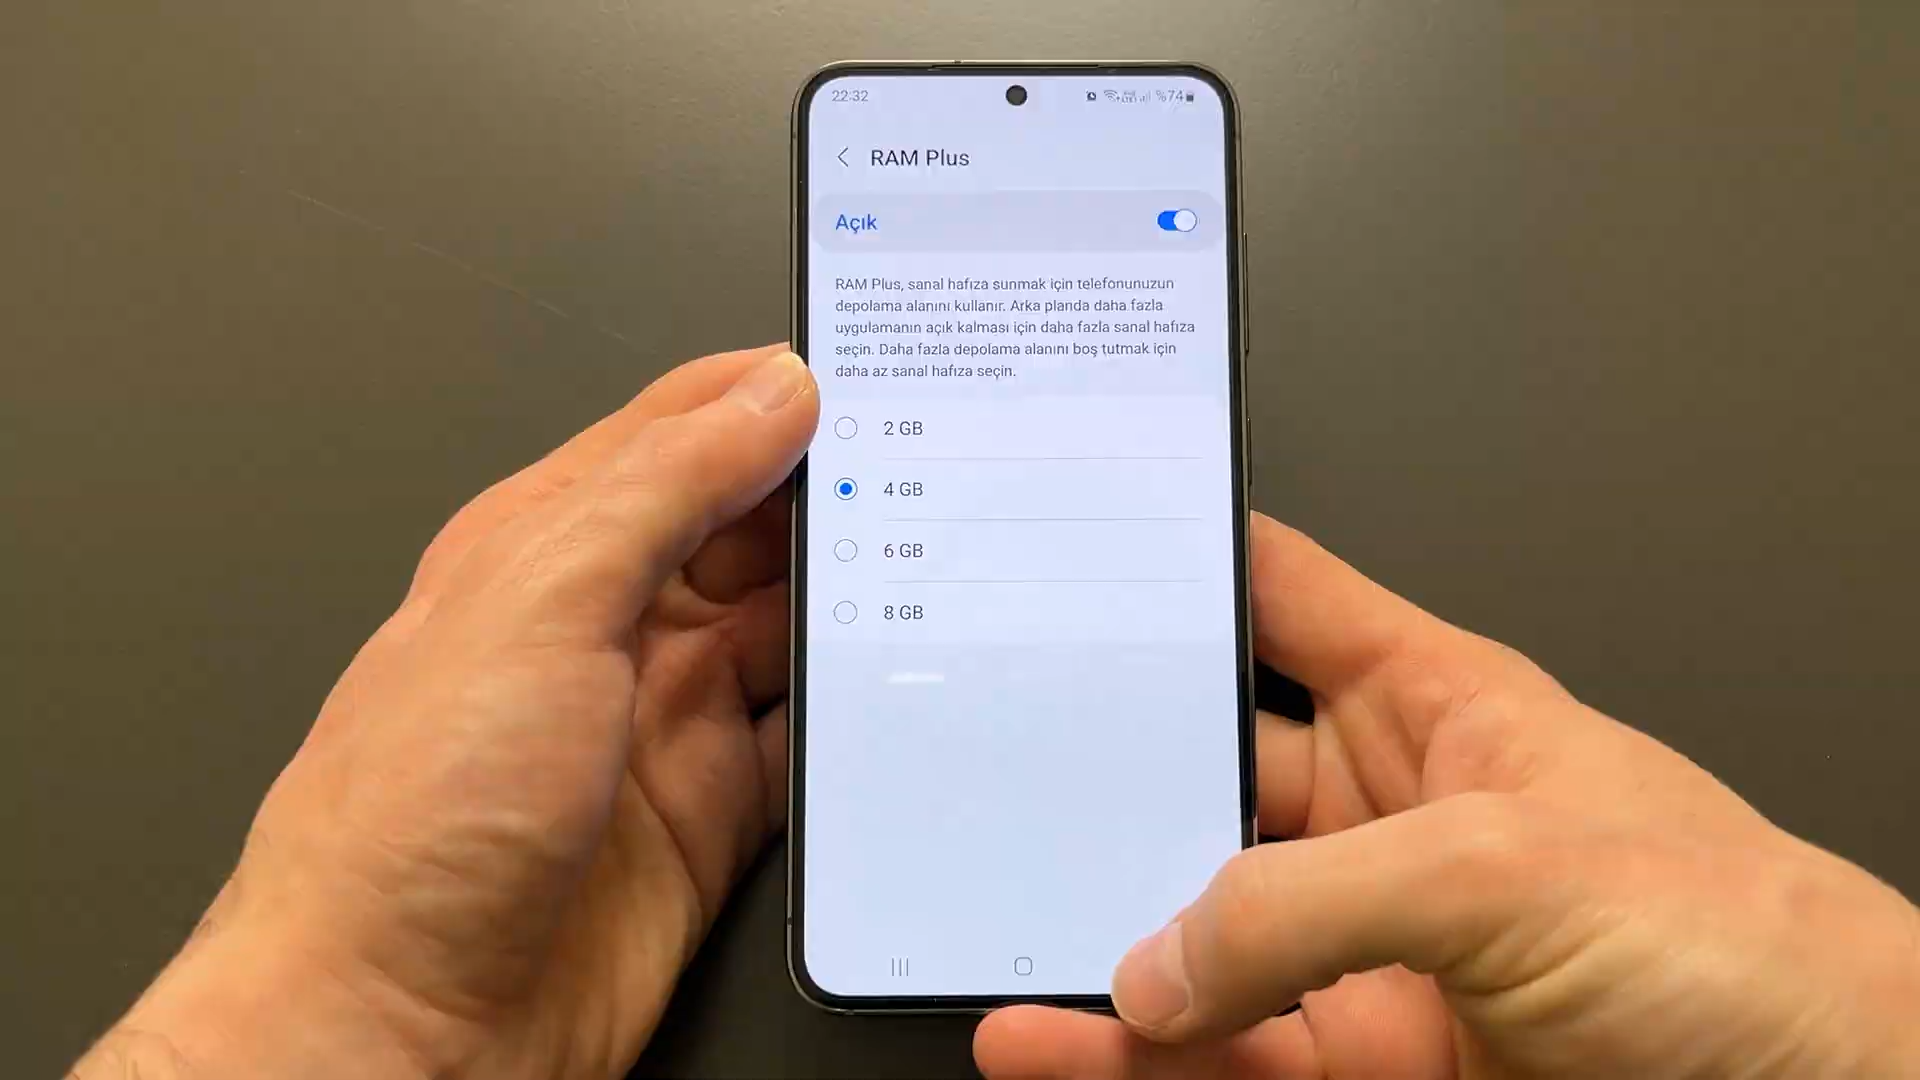 22:32
%74
RAM Plus
Açık
RAM Plus, sanal hafıza sunmak için telefonunuzun
depolama alanını kullanır. Arka planda daha fazla
uygulamanın açık kalması için daha fazla sanal hafıza
seçin. Daha fazla depolama alanını boş tutmak için
daha az sanal hafıza seçin.
2 GB
4 GB
6 GB
8 GB